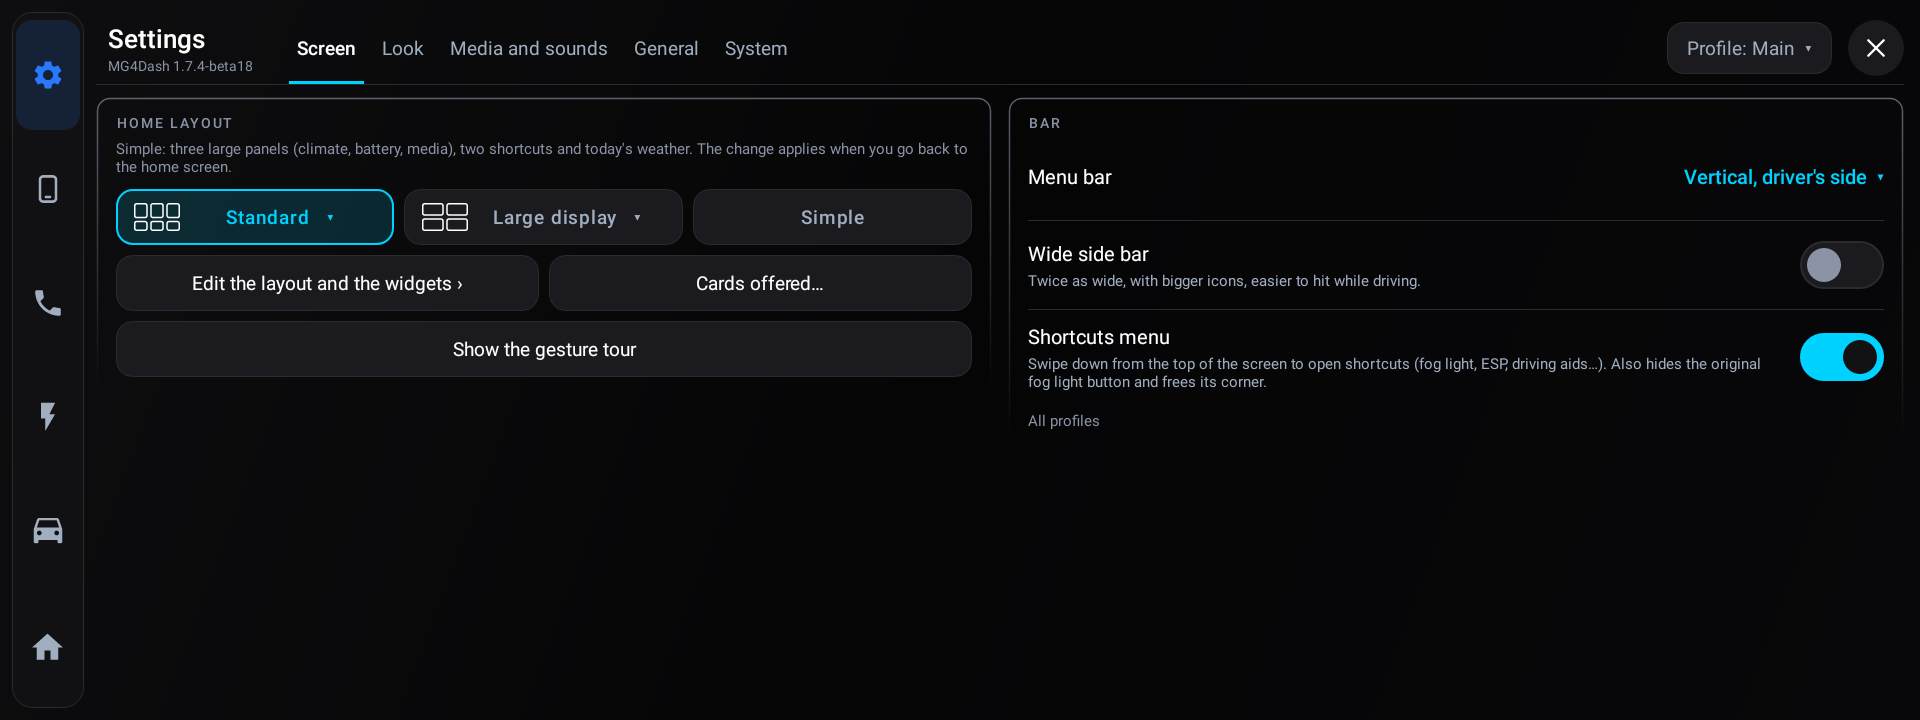 Settings
MG4Dash 1.7.4-beta18
Screen
Look
Media and sounds
General
System
Profile: Main
HOME LAYOUT
Simple: three large panels (climate, battery, media), two shortcuts and today's weather. The change applies when you go back to
the home screen.
Standard
Large display
Simple
Edit the layout and the widgets ›
Cards offered...
Show the gesture tour
BAR
Menu bar
Vertical, driver's side
Wide side bar
Twice as wide, with bigger icons, easier to hit while driving.
Shortcuts menu
Swipe down from the top of the screen to open shortcuts (fog light, ESP, driving aids...). Also hides the original
fog light button and frees its corner.
All profiles